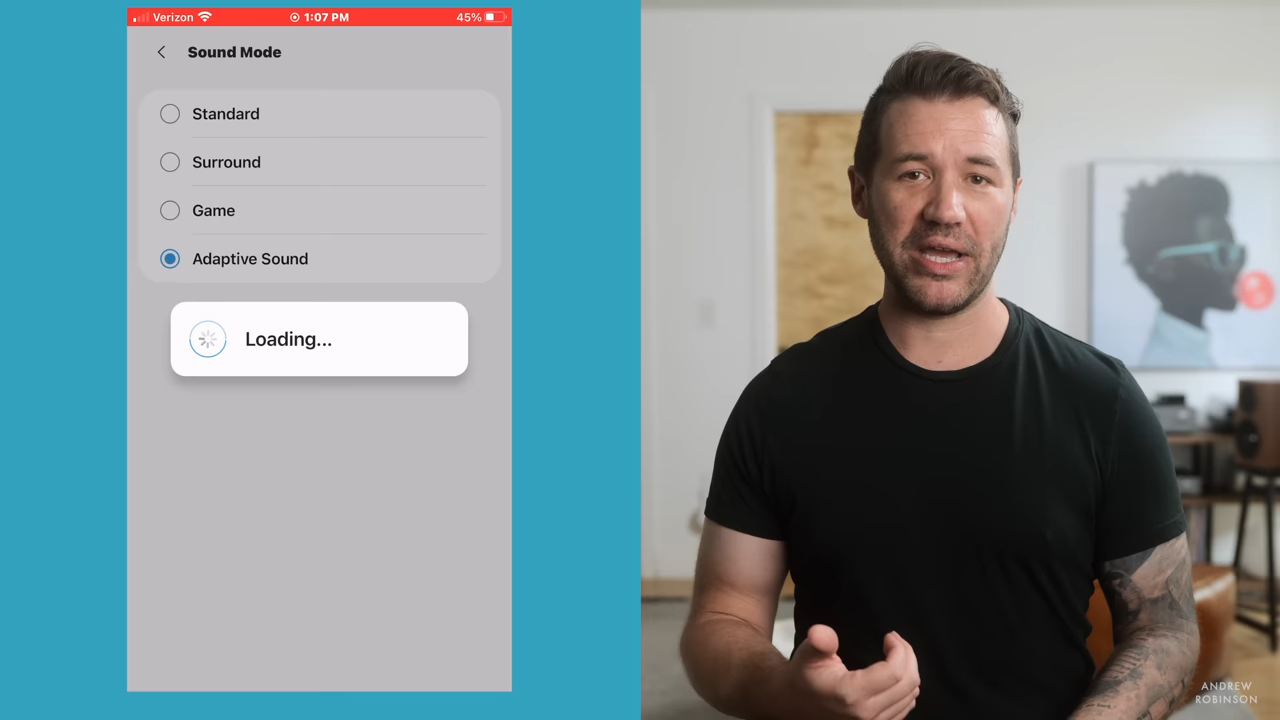 Verizon 1:07 PM 45%
Sound Mode
Standard
Surround
Game
Adaptive Sound
Loading...
ANDREW
ROBINSON